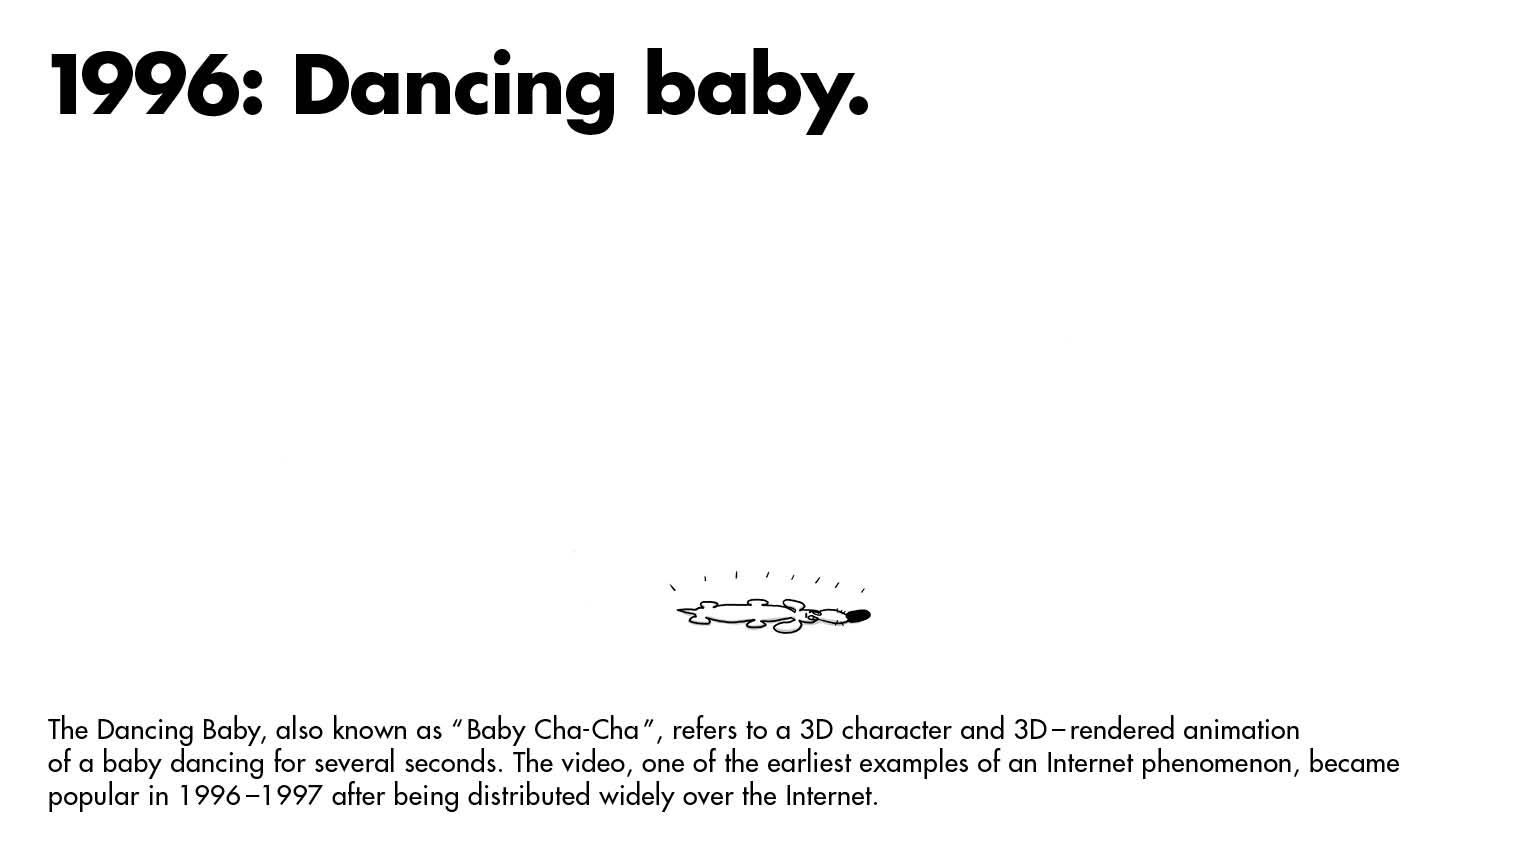 1996: Dancing baby.
The Dancing Baby, also known as “Baby Cha-Cha”, refers to a 3D character and 3D–rendered animation
of a baby dancing for several seconds. The video, one of the earliest examples of an Internet phenomenon, became
popular in 1996–1997 after being distributed widely over the Internet.